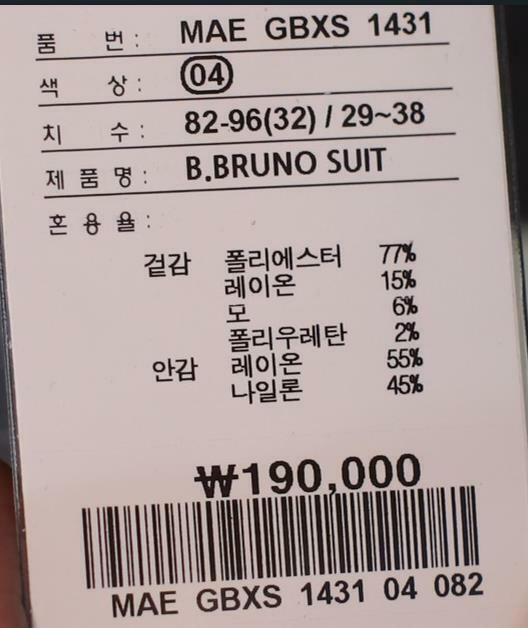 품 번 : MAE GBXS 1431
색 상 : 04
치 수 : 82-96(32) / 29~38
제 품 명 : B.BRUNO SUIT
혼 용 율 :
겉감 폴리에스터 77%
레이온 15%
모 6%
폴리우레탄 2%
안감 레이온 55%
나일론 45%
₩190,000
MAE GBXS 1431 04 082